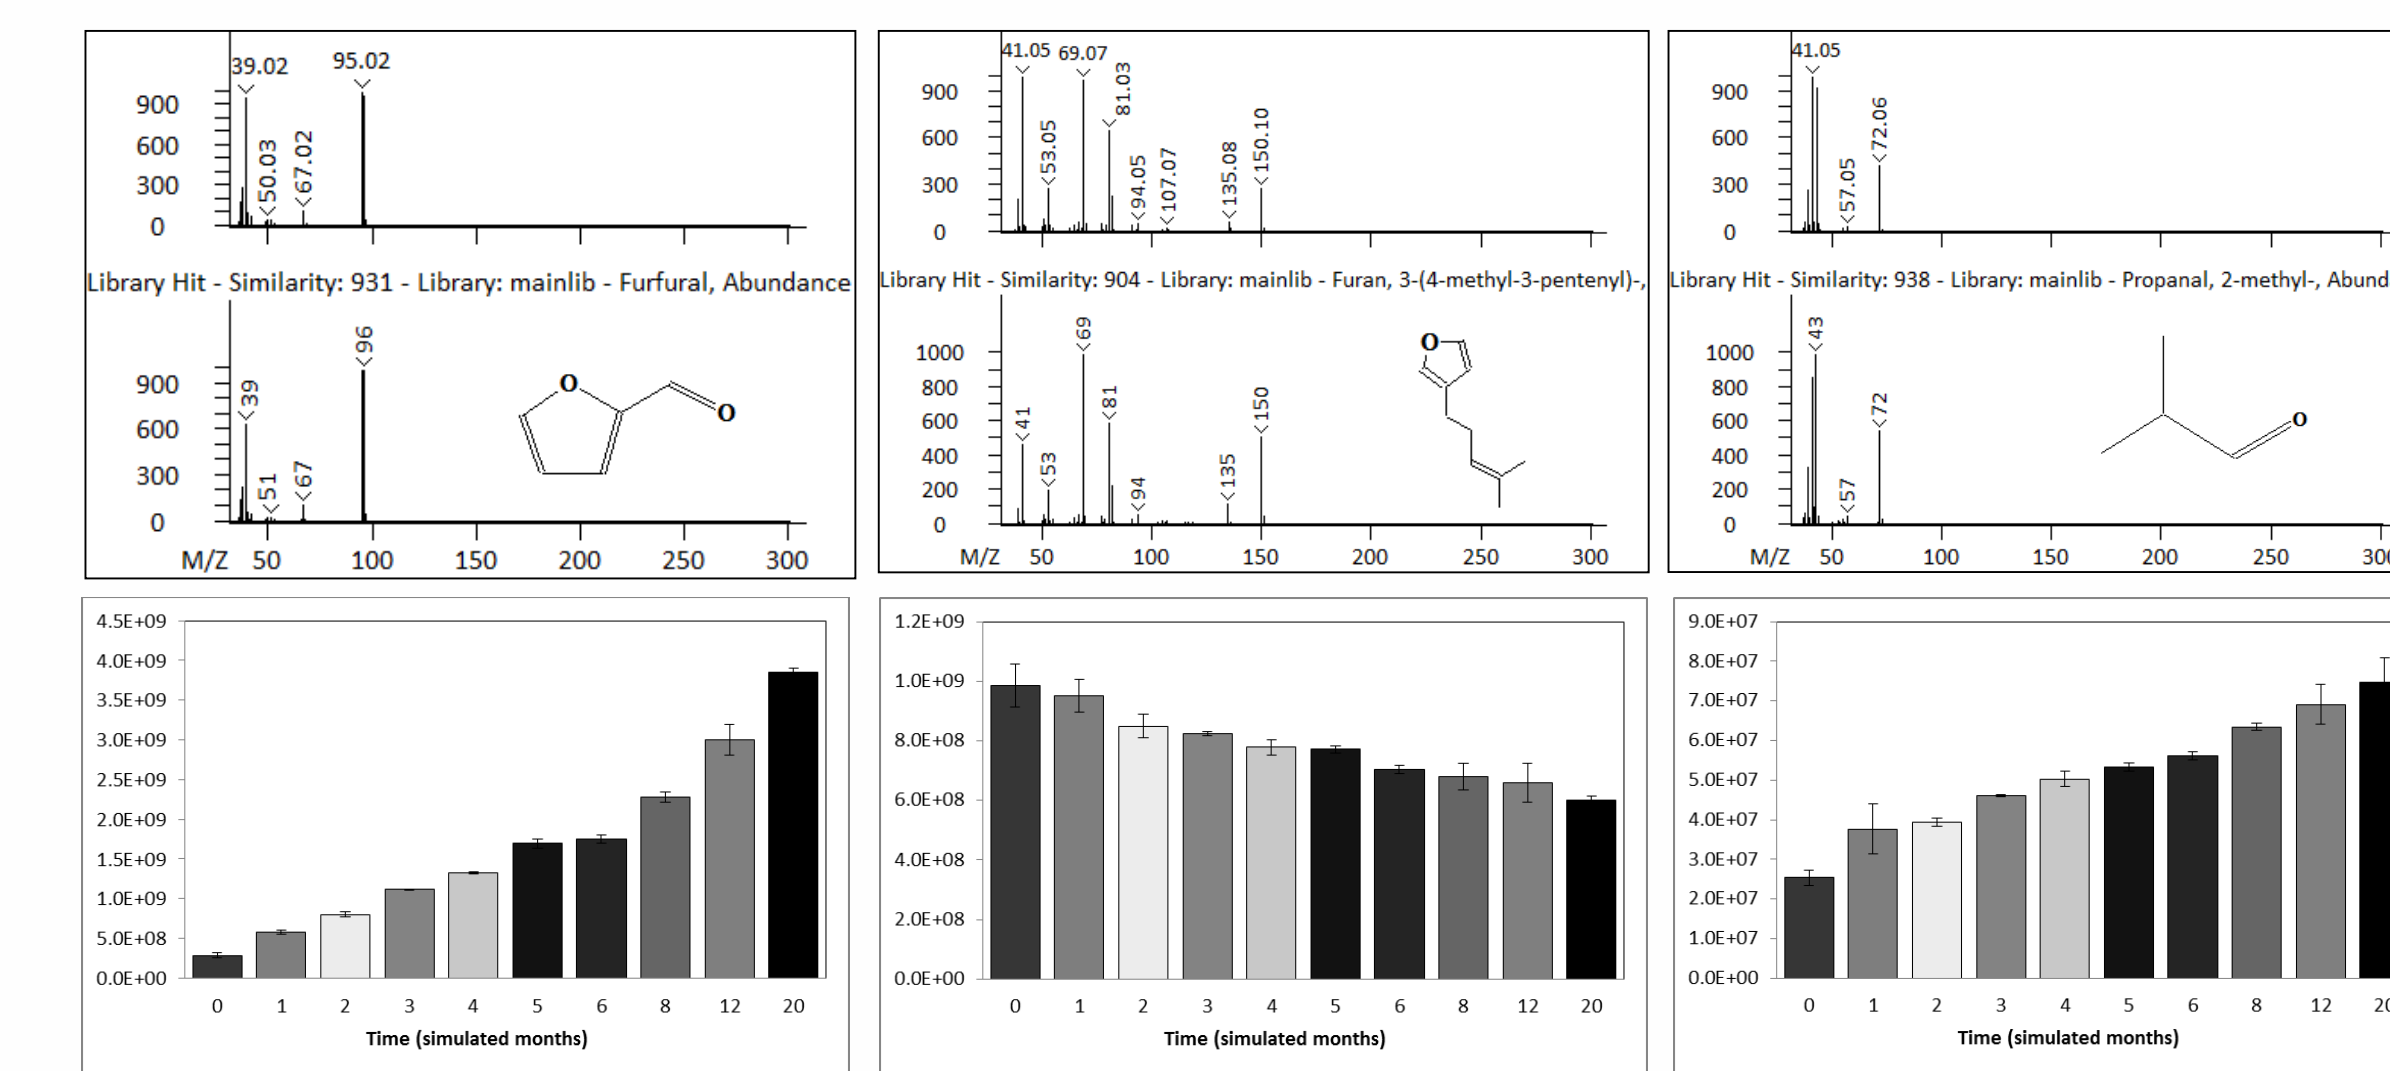 39.02
95.02
50.03
67.02
900
600
300
0
Library Hit - Similarity: 931 - Library: mainlib - Furfural, Abundance
96
39
51
67
900
600
300
0
O
O
M/Z 50 100 150 200 250 300
41.05 69.07
81.03
53.05
94.05
107.07
135.08
150.10
900
600
300
0
Library Hit - Similarity: 904 - Library: mainlib - Furan, 3-(4-methyl-3-pentenyl)-,
69
81
41
53
94
135
150
1000
800
600
400
200
0
O
M/Z 50 100 150 200 250 300
41.05
72.06
57.05
900
600
300
0
Library Hit - Similarity: 938 - Library: mainlib - Propanal, 2-methyl-, Abund
43
72
57
1000
800
600
400
200
0
O
M/Z 50 100 150 200 250 300
4.5E+09
4.0E+09
3.5E+09
3.0E+09
2.5E+09
2.0E+09
1.5E+09
1.0E+09
5.0E+08
0.0E+00
0 1 2 3 4 5 6 8 12 20
Time (simulated months)
1.2E+09
1.0E+09
8.0E+08
6.0E+08
4.0E+08
2.0E+08
0.0E+00
0 1 2 3 4 5 6 8 12 20
Time (simulated months)
9.0E+07
8.0E+07
7.0E+07
6.0E+07
5.0E+07
4.0E+07
3.0E+07
2.0E+07
1.0E+07
0.0E+00
0 1 2 3 4 5 6 8 12 20
Time (simulated months)